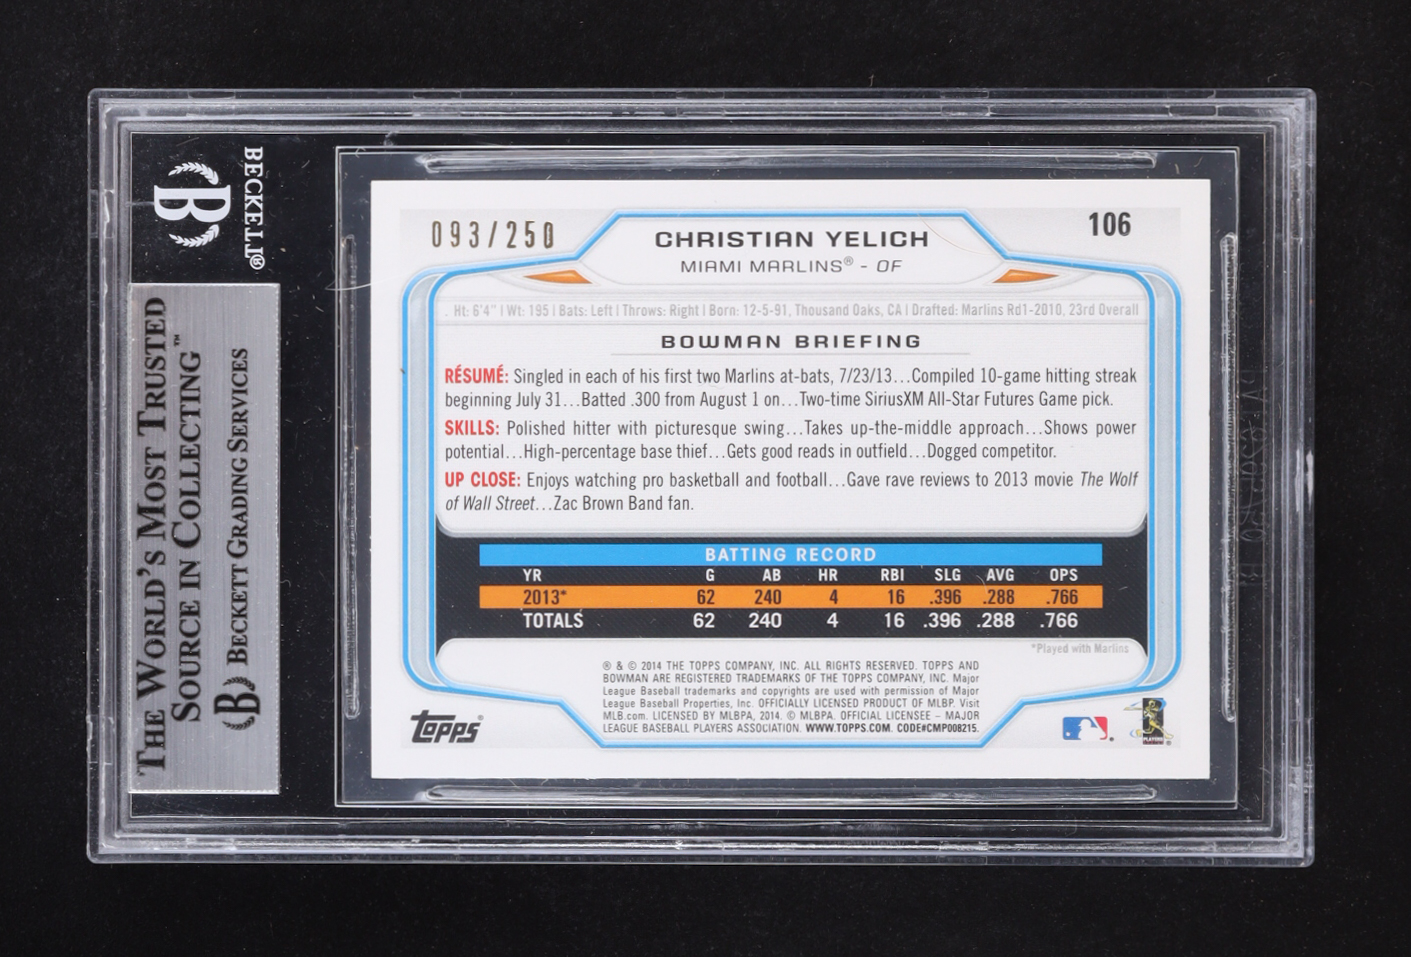 BECKETT®
THE WORLD'S MOST TRUSTED
SOURCE IN COLLECTING™
B BECKETT GRADING SERVICES
093/250
CHRISTIAN YELICH
106
MIAMI MARLINS® - OF
Ht: 6'4" | Wt: 195 | Bats: Left | Throws: Right | Born: 12-5-91, Thousand Oaks, CA | Drafted: Marlins Rd1-2010, 23rd Overall
BOWMAN BRIEFING
RÉSUMÉ: Singled in each of his first two Marlins at-bats, 7/23/13...Compiled 10-game hitting streak
beginning July 31...Batted .300 from August 1 on...Two-time SiriusXM All-Star Futures Game pick.
SKILLS: Polished hitter with picturesque swing...Takes up-the-middle approach...Shows power
potential...High-percentage base thief...Gets good reads in outfield...Dogged competitor.
UP CLOSE: Enjoys watching pro basketball and football...Gave rave reviews to 2013 movie The Wolf
of Wall Street...Zac Brown Band fan.
BATTING RECORD
YR G AB HR RBI SLG AVG OPS
2013* 62 240 4 16 .396 .288 .766
TOTALS 62 240 4 16 .396 .288 .766
*Played with Marlins
® & © 2014 THE TOPPS COMPANY, INC. ALL RIGHTS RESERVED. TOPPS AND
BOWMAN ARE REGISTERED TRADEMARKS OF THE TOPPS COMPANY, INC. Major
League Baseball trademarks and copyrights are used with permission of Major
League Baseball Properties, Inc. OFFICIALLY LICENSED PRODUCT OF MLBP. Visit
MLB.com. LICENSED BY MLBPA, 2014. © MLBPA. OFFICIAL LICENSEE – MAJOR
LEAGUE BASEBALL PLAYERS ASSOCIATION. WWW.TOPPS.COM. CODE#CMP008215.
topps®